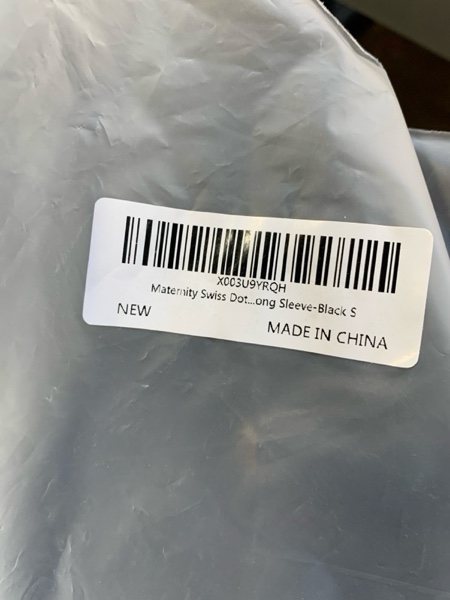 X003U9YRQH
Maternity Swiss Dot...ong Sleeve-Black S
NEW
MADE IN CHINA